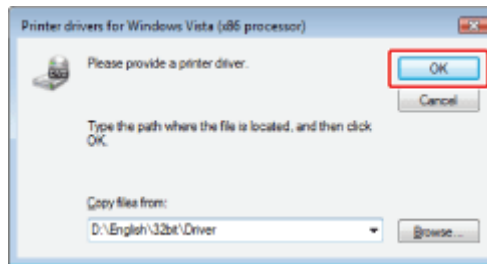 Printer drivers for Windows Vista (x86 processor)
Please provide a printer driver.
OK
Cancel
Type the path where the file is located, and then click
OK.
Copy files from:
D:\English\32bit\Driver
Browse...